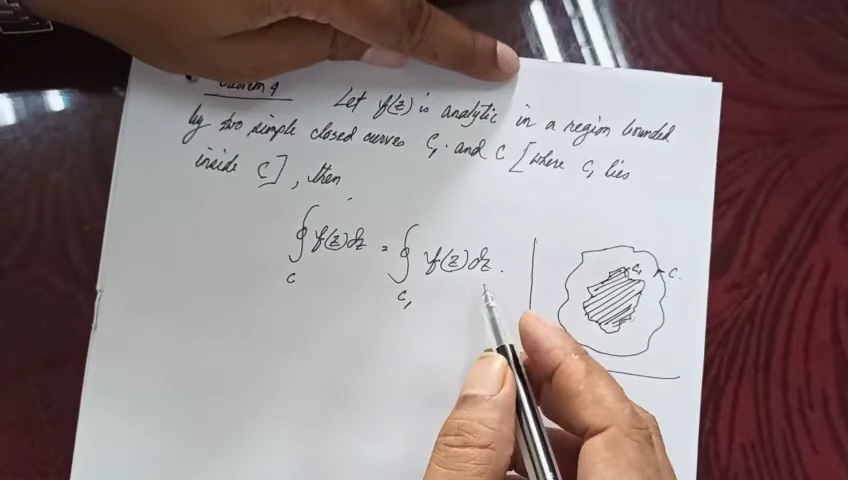 Let f(z) is analytic in a region bounded
by two simple closed curves C₁ and C [where C₁ lies
inside C], then
∮_C f(z)dz = ∮_C₁ f(z)dz.
C₁ C.